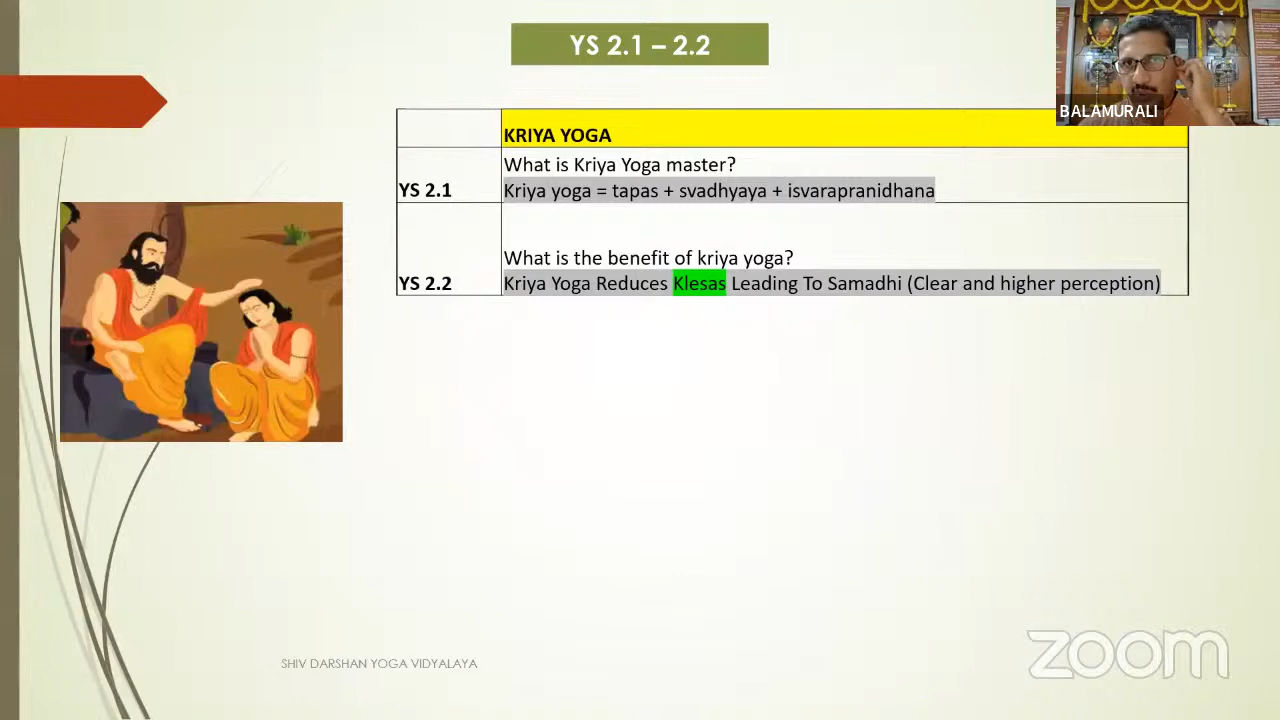 YS 2.1 – 2.2
BALAMURALI
KRIYA YOGA
What is Kriya Yoga master?
YS 2.1 Kriya yoga = tapas + svadhyaya + isvarapranidhana
What is the benefit of kriya yoga?
YS 2.2 Kriya Yoga Reduces Klesas Leading To Samadhi (Clear and higher perception)
SHIV DARSHAN YOGA VIDYALAYA
zoom